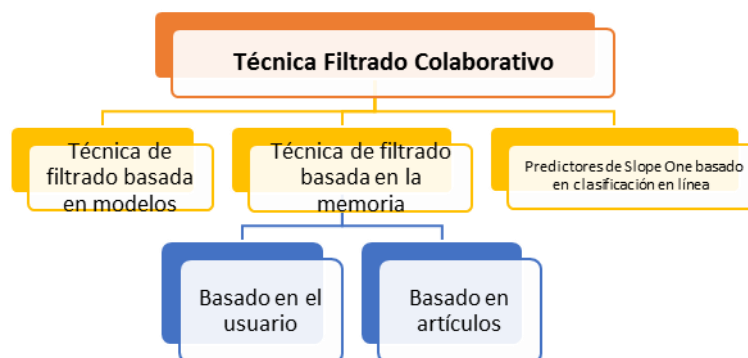 Técnica Filtrado Colaborativo
Técnica de
filtrado basada
en modelos
Técnica de filtrado
basada en la
memoria
Predictores de Slope One basado
en clasificación en línea
Basado en el
usuario
Basado en
artículos